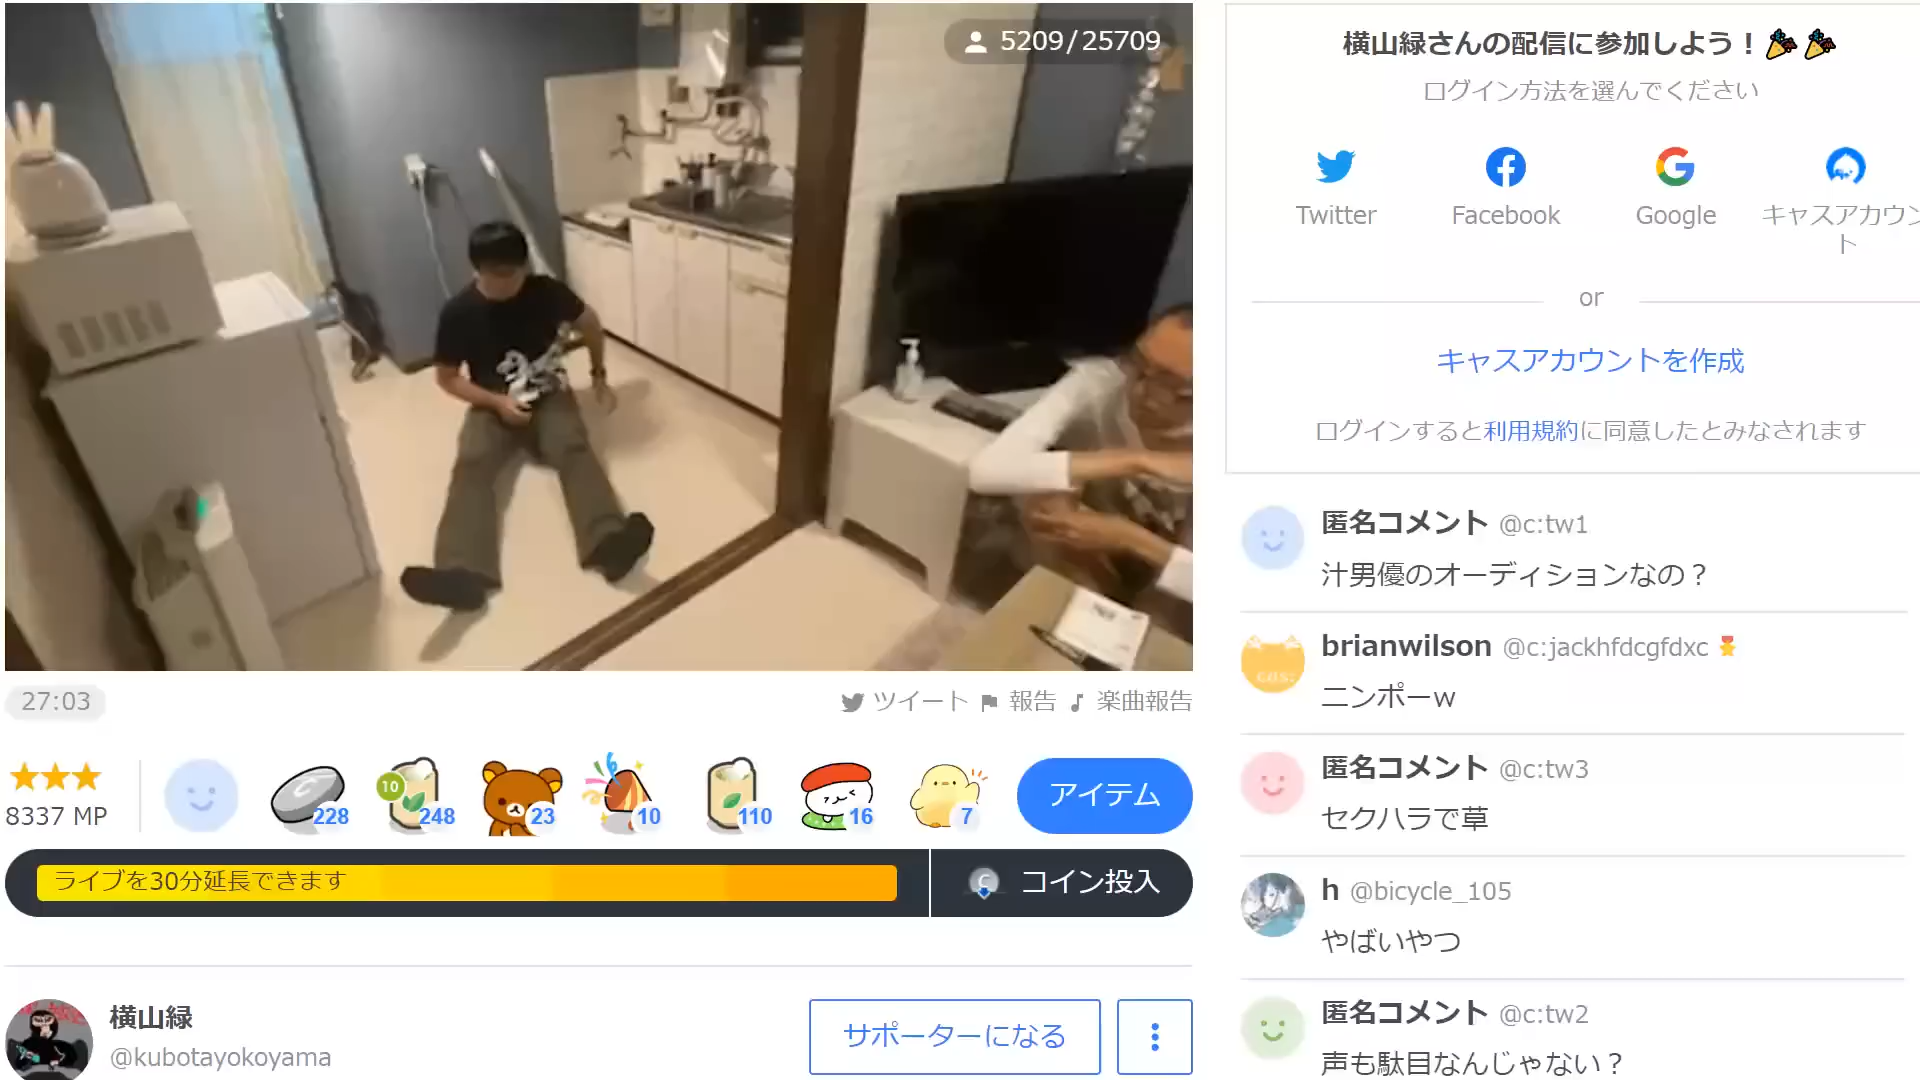 5209/25709
横山緑さんの配信に参加しよう！
ログイン方法を選んでください
Twitter
Facebook
Google
キャスアカウン
ト
or
キャスアカウントを作成
ログインすると利用規約に同意したとみなされます
匿名コメント @c:tw1
汁男優のオーディションなの？
brianwilson @c:jackhfdcgfdxc
ニンポーw
匿名コメント @c:tw3
セクハラで草
h @bicycle_105
やばいやつ
匿名コメント @c:tw2
声も駄目なんじゃない？
27:03
ツイート 報告 楽曲報告
8337 MP
228
10
248
23
10
110
16
7
アイテム
ライブを30分延長できます
C
コイン投入
横山緑
@kubotayokoyama
サポーターになる